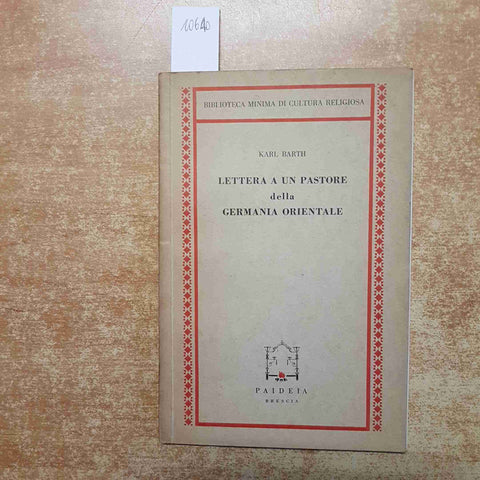 10640
BIBLIOTECA MINIMA DI CULTURA RELIGIOSA
KARL BARTH
LETTERA A UN PASTORE
della
GERMANIA ORIENTALE
PAIDEIA
BRESCIA